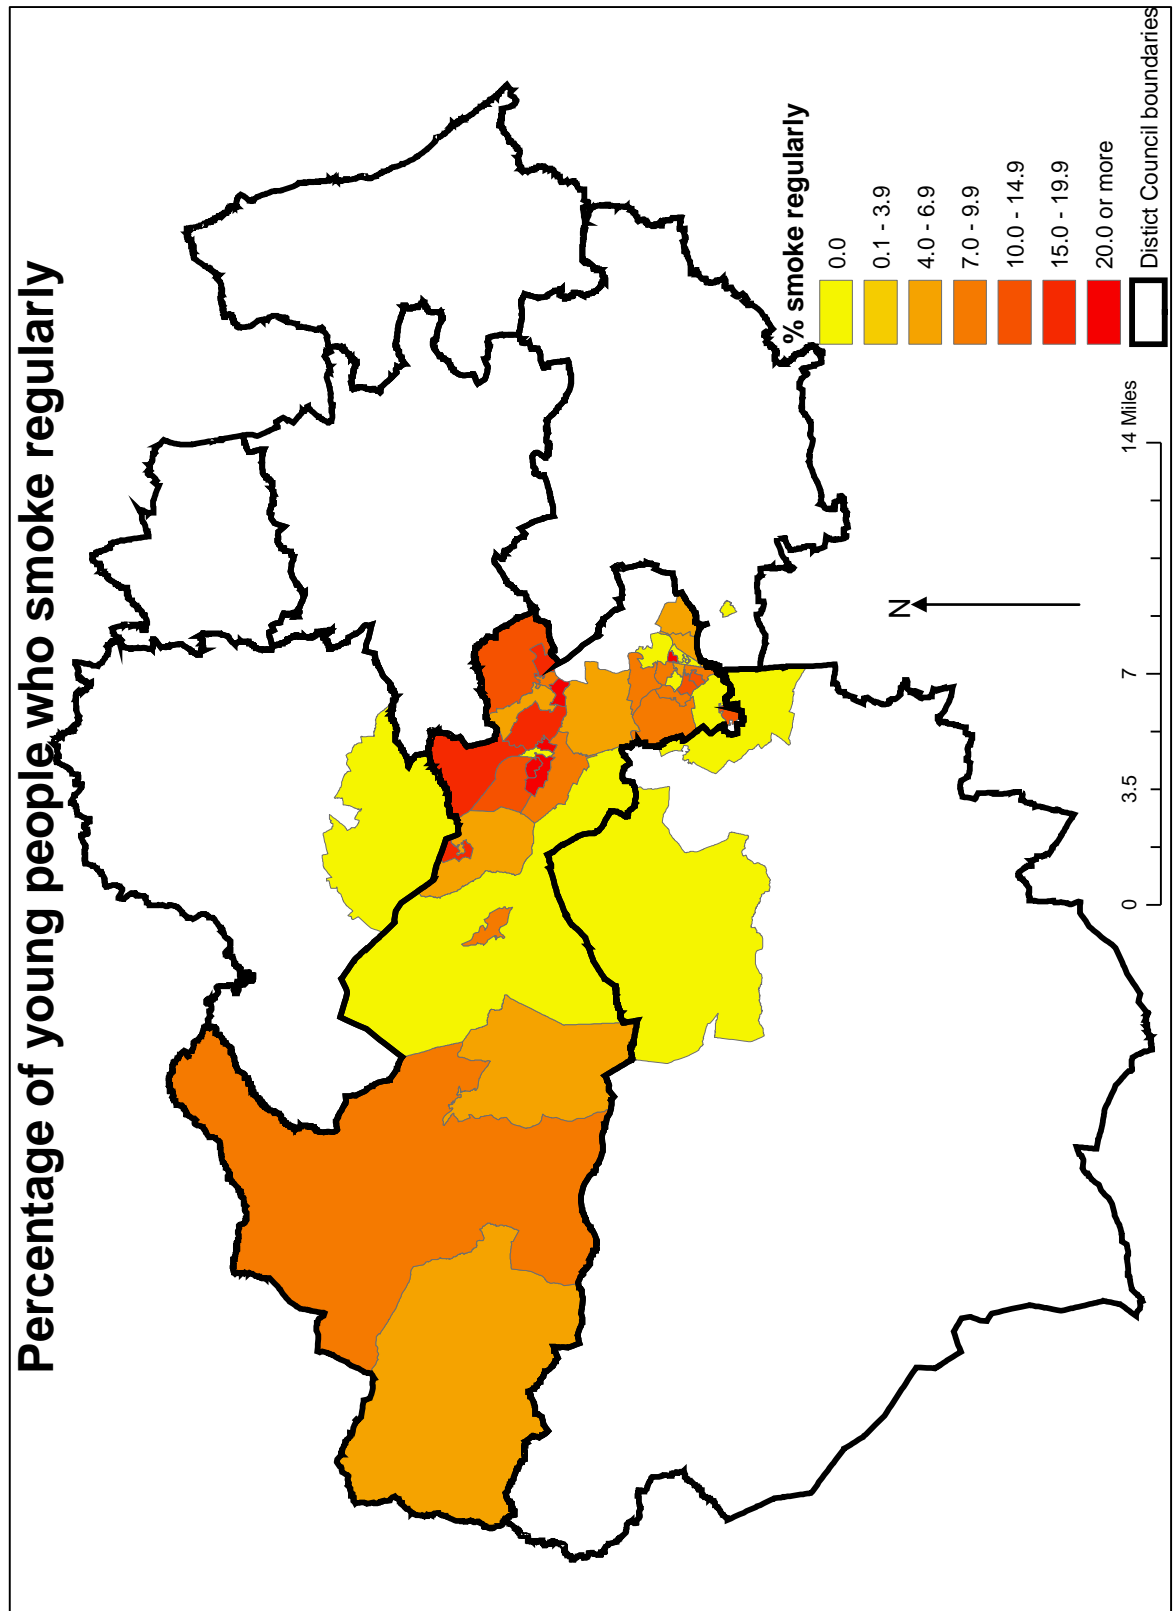 Percentage of young people who smoke regularly
% smoke regularly
0.0
0.1 - 3.9
4.0 - 6.9
7.0 - 9.9
10.0 - 14.9
15.0 - 19.9
20.0 or more
Distict Council boundaries
N
0 3.5 7 14 Miles